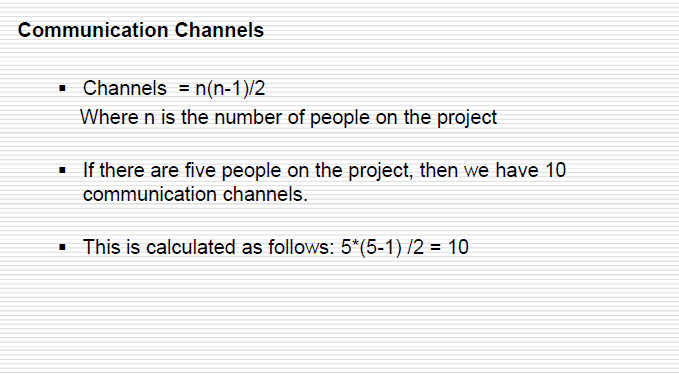 Communication Channels
▪ Channels = n(n-1)/2
Where n is the number of people on the project
▪ If there are five people on the project, then we have 10
communication channels.
▪ This is calculated as follows: 5*(5-1) /2 = 10